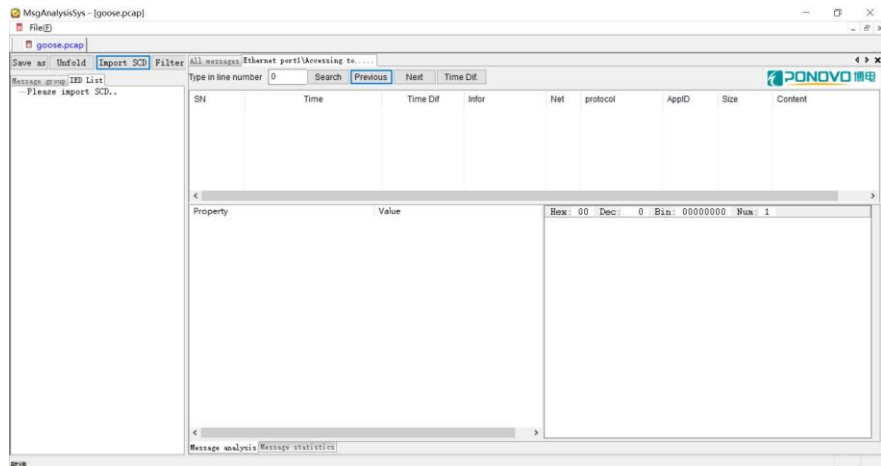 MsgAnalysisSys - [goose.pcap]
File(F)
goose.pcap
Save as Unfold Import SCD Filter
All messages Ethernet port1\Accessing to.....
Message group IED List
Type in line number 0 Search Previous Next Time Dif.
PONOVO 博电
Please import SCD..
SN Time Time Dif Infor Net protocol AppID Size Content
Property Value
Hex: 00 Dec: 0 Bin: 00000000 Num: 1
Message analysis Message statistics
就绪